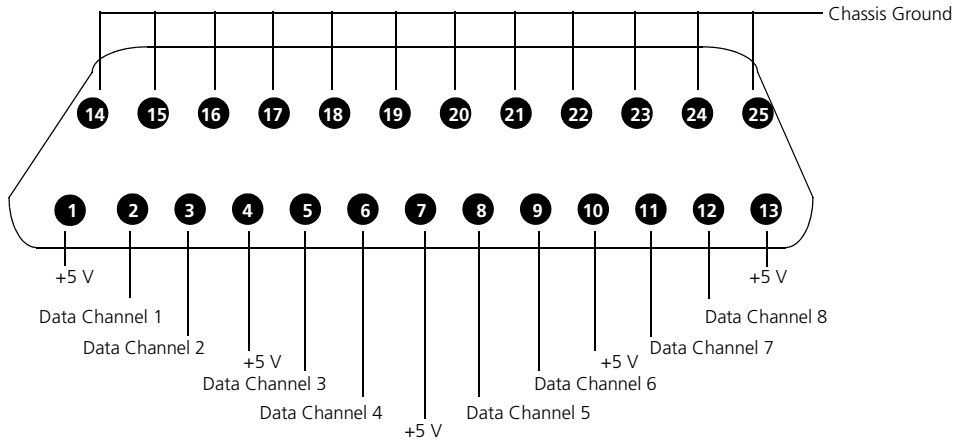 Chassis Ground
14 15 16 17 18 19 20 21 22 23 24 25
1 2 3 4 5 6 7 8 9 10 11 12 13
+5 V +5 V
Data Channel 1 Data Channel 8
Data Channel 2 Data Channel 7
+5 V +5 V
Data Channel 3 Data Channel 6
Data Channel 4 Data Channel 5
+5 V